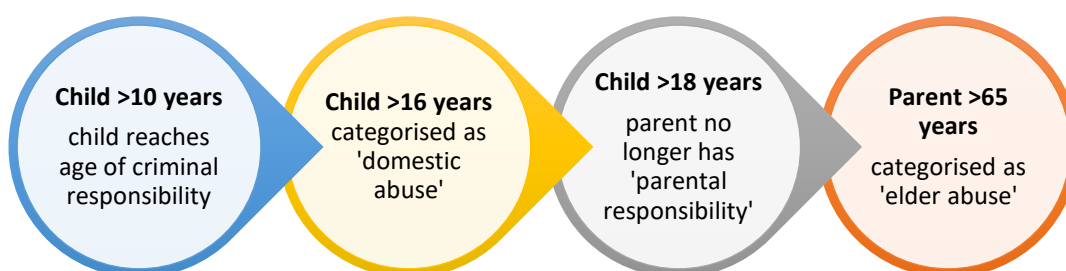 Child >10 years
child reaches
age of criminal
responsibility
Child >16 years
categorised as
'domestic
abuse'
Child >18 years
parent no
longer has
'parental
responsibility'
Parent >65
years
categorised as
'elder abuse'